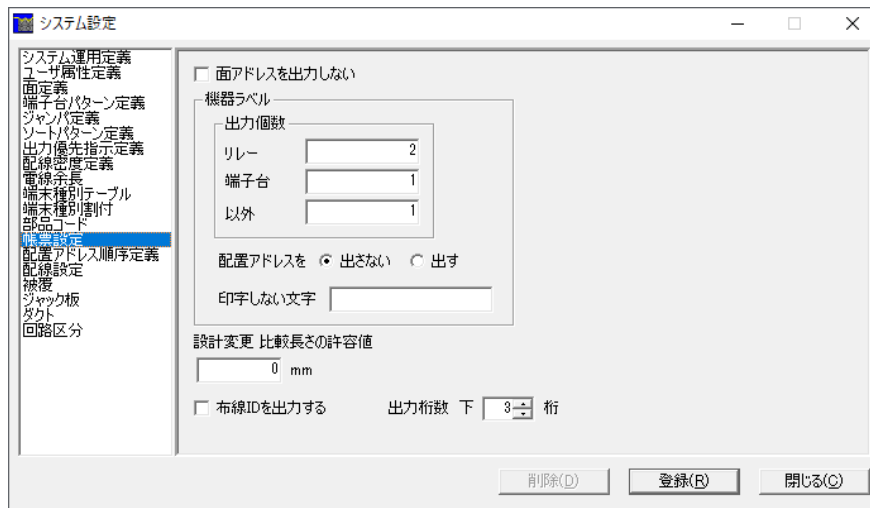 システム設定
システム運用定義
ユーザ属性定義
面定義
端子台パターン定義
ジャンパ定義
ソートパターン定義
出力優先指示定義
配線密度定義
電線余長
端末種別テーブル
端末種別割付
部品コード
帳票設定
配置アドレス順序定義
配線設定
被覆
ジャック板
ダクト
回路区分
面アドレスを出力しない
機器ラベル
出力個数
リレー 2
端子台 1
以外 1
配置アドレスを 出さない 出す
印字しない文字
設計変更 比較長さの許容値
0 mm
布線IDを出力する 出力桁数 下 3 桁
削除(D) 登録(R) 閉じる(C)